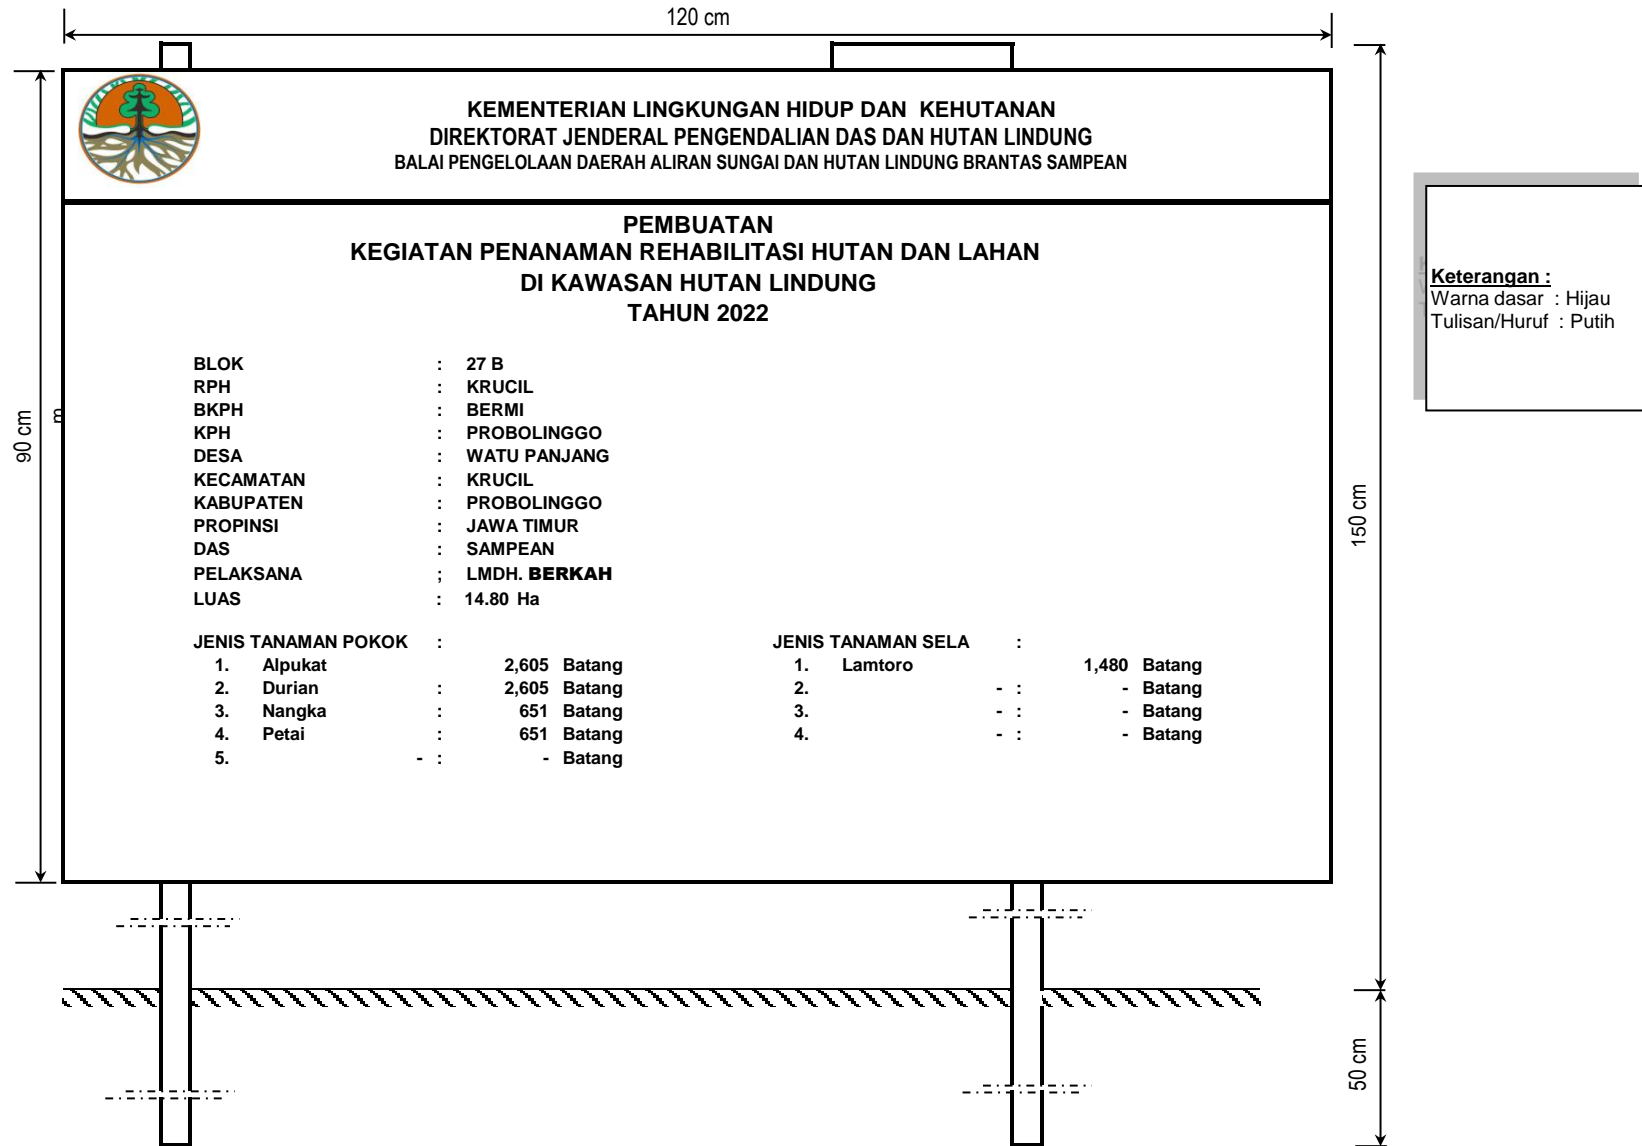 120 cm
KEMENTERIAN LINGKUNGAN HIDUP DAN KEHUTANAN
DIREKTORAT JENDERAL PENGENDALIAN DAS DAN HUTAN LINDUNG
BALAI PENGELOLAAN DAERAH ALIRAN SUNGAI DAN HUTAN LINDUNG BRANTAS SAMPEAN
PEMBUATAN
KEGIATAN PENANAMAN REHABILITASI HUTAN DAN LAHAN
DI KAWASAN HUTAN LINDUNG
TAHUN 2022
BLOK : 27 B
RPH : KRUCIL
BKPH : BERMI
KPH : PROBOLINGGO
DESA : WATU PANJANG
KECAMATAN : KRUCIL
KABUPATEN : PROBOLINGGO
PROPINSI : JAWA TIMUR
DAS : SAMPEAN
PELAKSANA ; LMDH. BERKAH
LUAS : 14.80 Ha
JENIS TANAMAN POKOK : JENIS TANAMAN SELA :
1. Alpukat 2,605 Batang 1. Lamtoro 1,480 Batang
2. Durian : 2,605 Batang 2. - : - Batang
3. Nangka : 651 Batang 3. - : - Batang
4. Petai : 651 Batang 4. - : - Batang
5. - : - Batang
90 cm
m
150 cm
50 cm
Keterangan :
Warna dasar : Hijau
Tulisan/Huruf : Putih